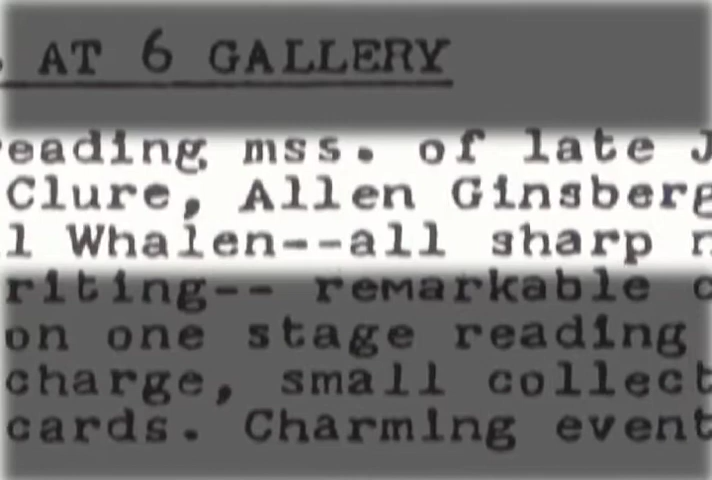 AT 6 GALLERY
eading mss. of late J
Clure, Allen Ginsberg
l Whalen--all sharp n
riting-- remarkable c
on one stage reading
charge, small collect
cards. Charming event